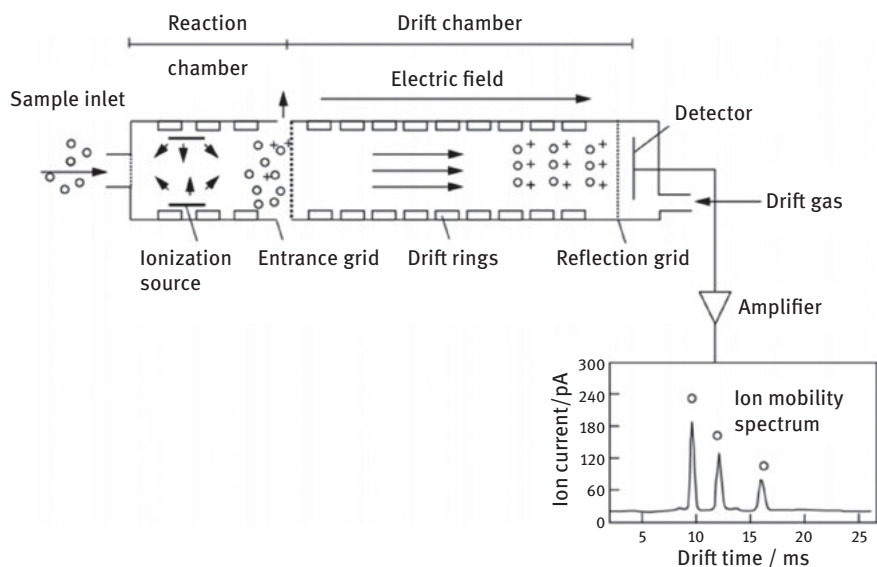 Reaction
chamber
Drift chamber
Electric field
Sample inlet
Detector
Drift gas
Ionization
source
Entrance grid
Drift rings
Reflection grid
Amplifier
Ion mobility
spectrum
Ion current/pA
300
240
180
120
60
0
5
10
15
20
25
Drift time / ms